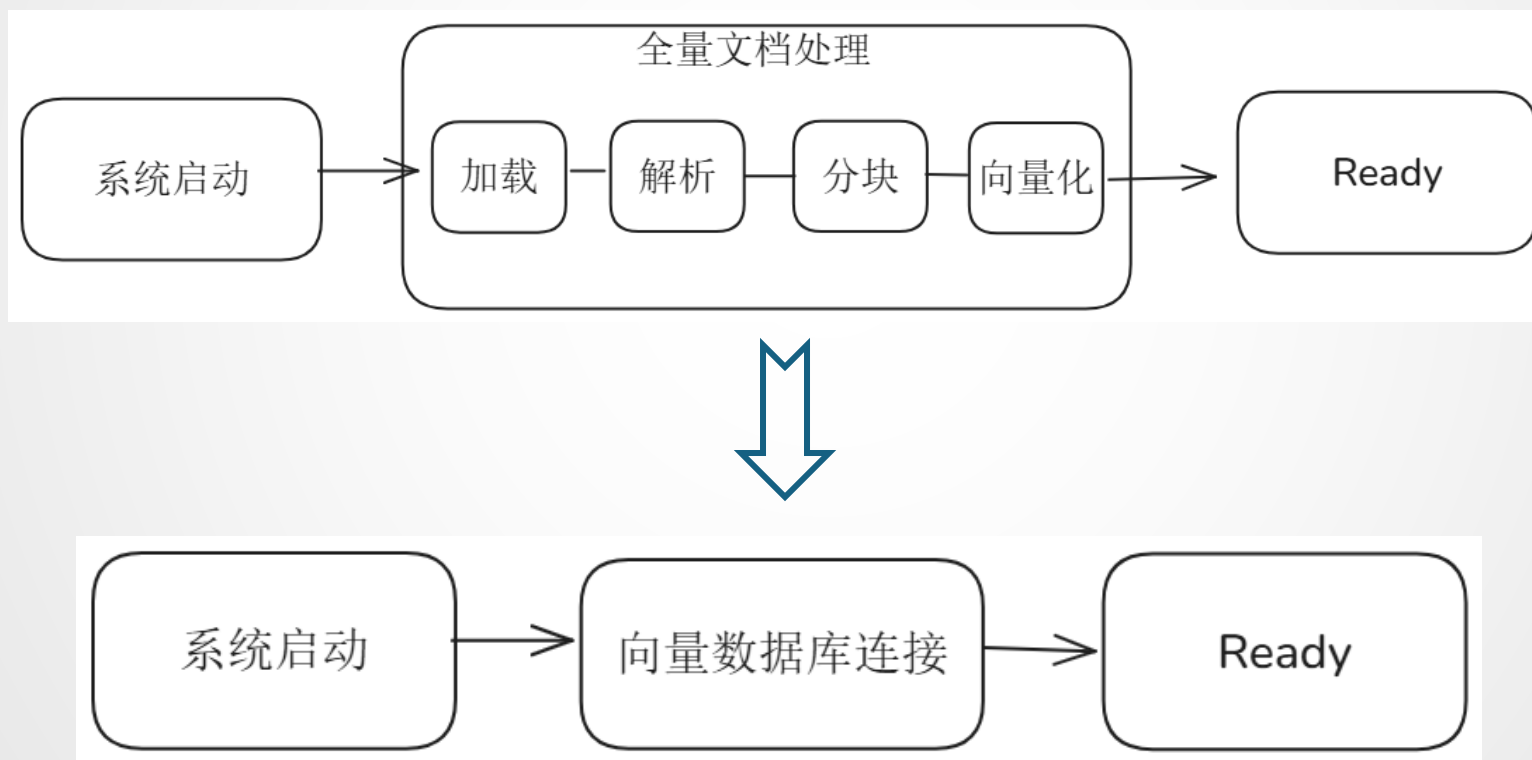 全量文档处理
系统启动
加载
解析
分块
向量化
Ready
系统启动
向量数据库连接
Ready